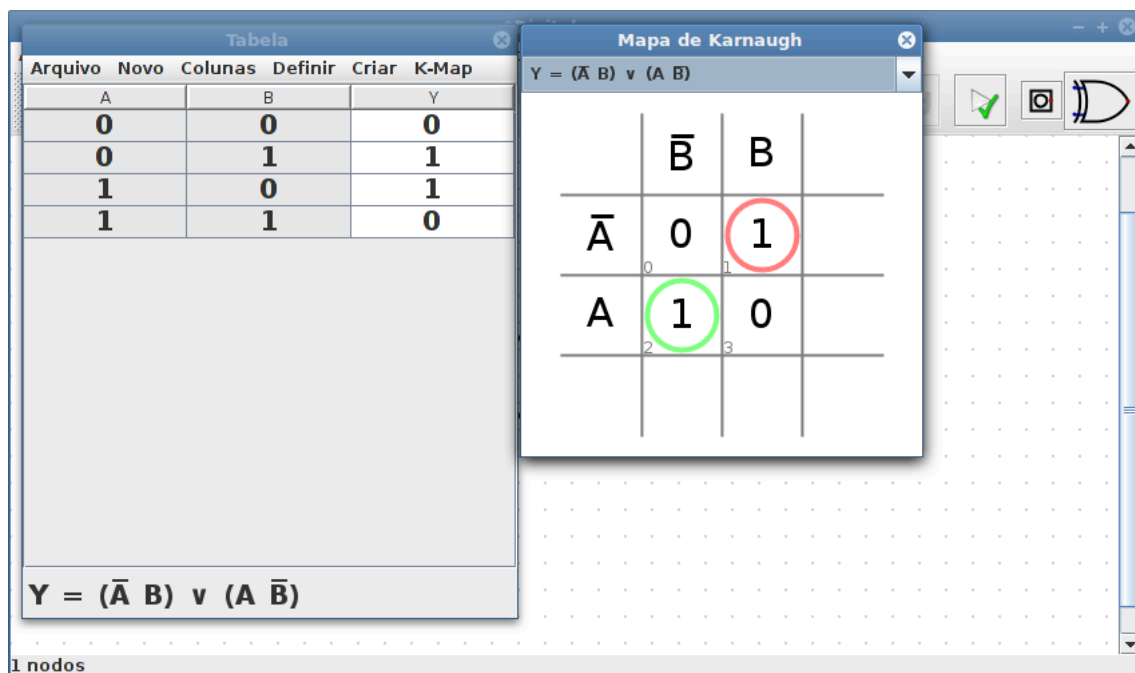 Tabela
Arquivo Novo Colunas Definir Criar K-Map
A B Y
0 0 0
0 1 1
1 0 1
1 1 0
Y = (A̅ B) ∨ (A B̅)
Mapa de Karnaugh
Y = (A̅ B) ∨ (A B̅)
B̅ B
A̅ 0 1
0 1
A 1 0
2 3
1 nodos